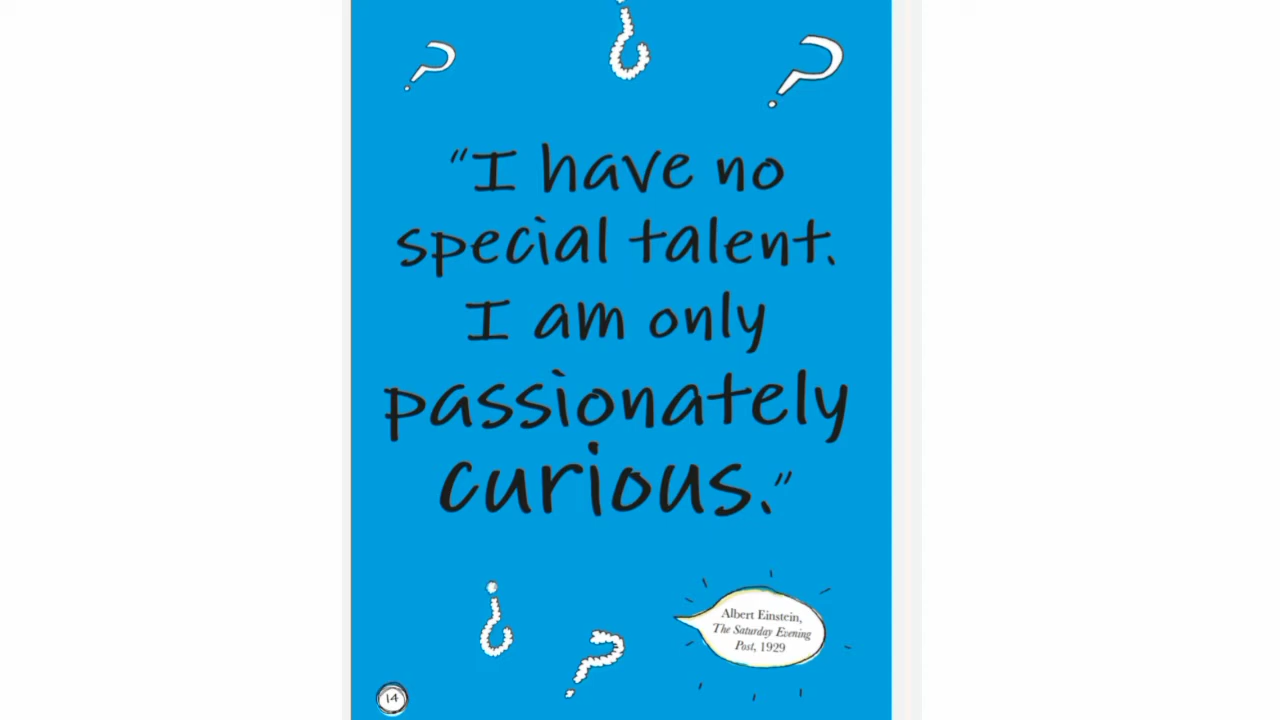 “I have no
special talent.
I am only
passionately
curious.”
Albert Einstein,
The Saturday Evening
Post, 1929
14